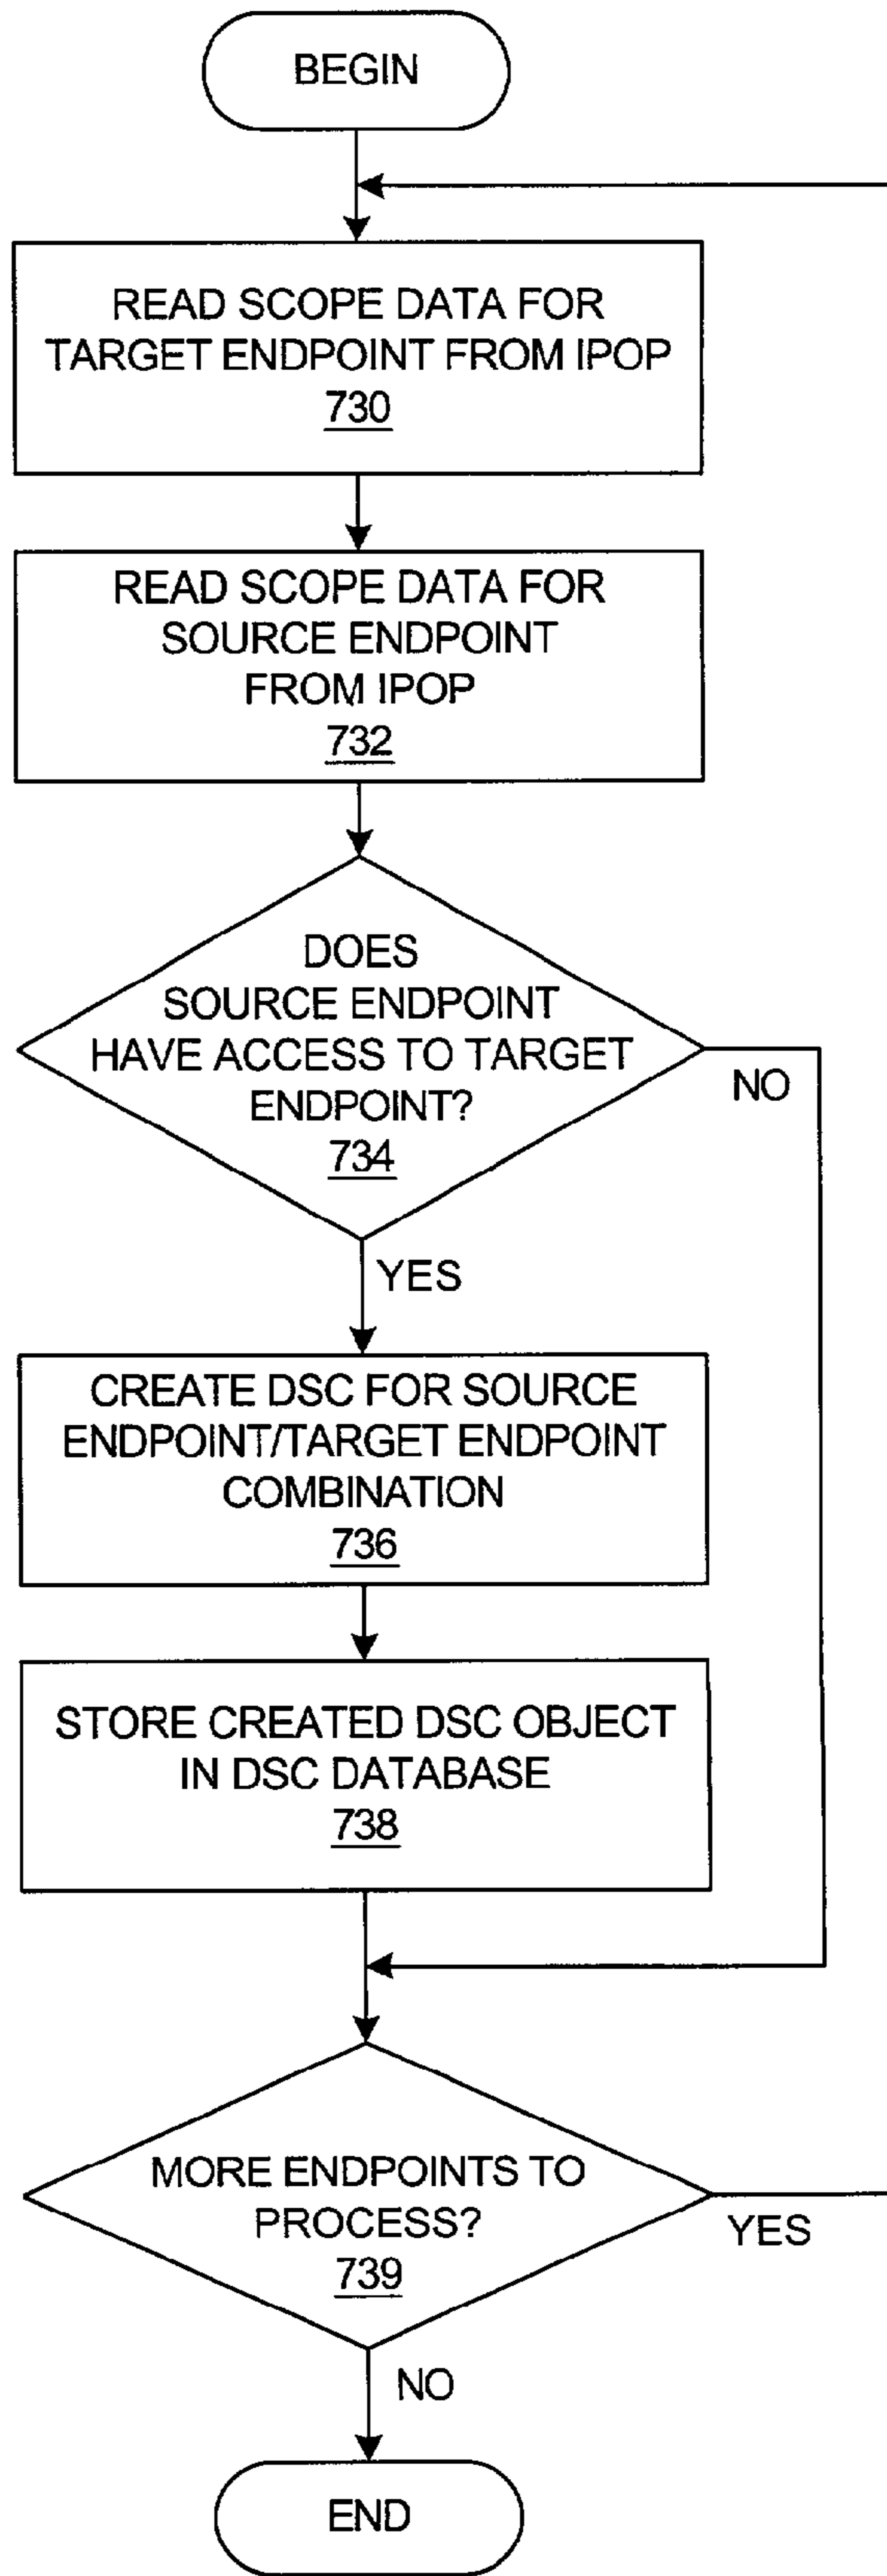 BEGIN
READ SCOPE DATA FOR
TARGET ENDPOINT FROM IPOP
730
READ SCOPE DATA FOR
SOURCE ENDPOINT
FROM IPOP
732
DOES
SOURCE ENDPOINT
HAVE ACCESS TO TARGET
ENDPOINT?
734
NO
YES
CREATE DSC FOR SOURCE
ENDPOINT/TARGET ENDPOINT
COMBINATION
736
STORE CREATED DSC OBJECT
IN DSC DATABASE
738
MORE ENDPOINTS TO
PROCESS?
739
YES
NO
END